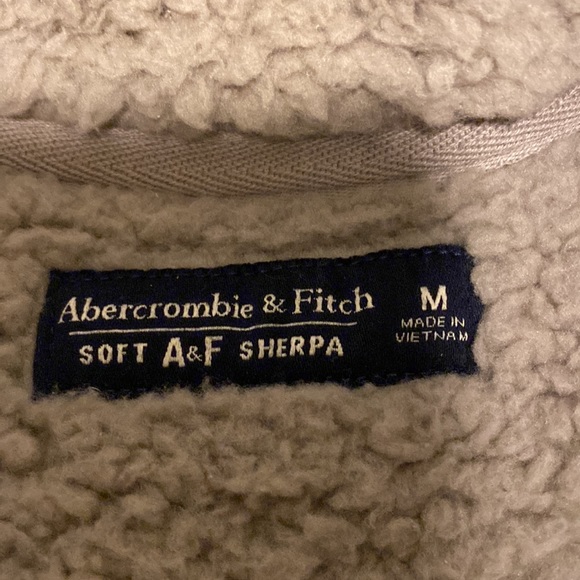 Abercrombie & Fitch
SOFT A&F SHERPA
M
MADE IN
VIETNAM